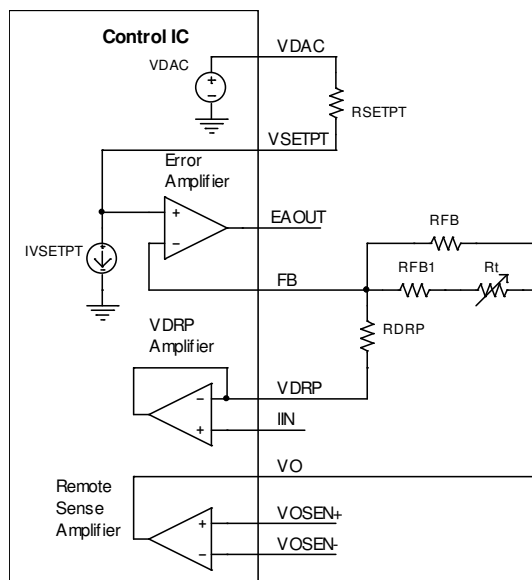 Control IC
VDAC
VDAC
+
−
RSETPT
VSETPT
Error
Amplifier
+
−
EAOUT
IVSETPT
RFB
FB
RFB1
Rt
VDRP
Amplifier
RDRP
VDRP
−
+
IIN
VO
Remote
Sense
Amplifier
+
−
VOSEN+
VOSEN-